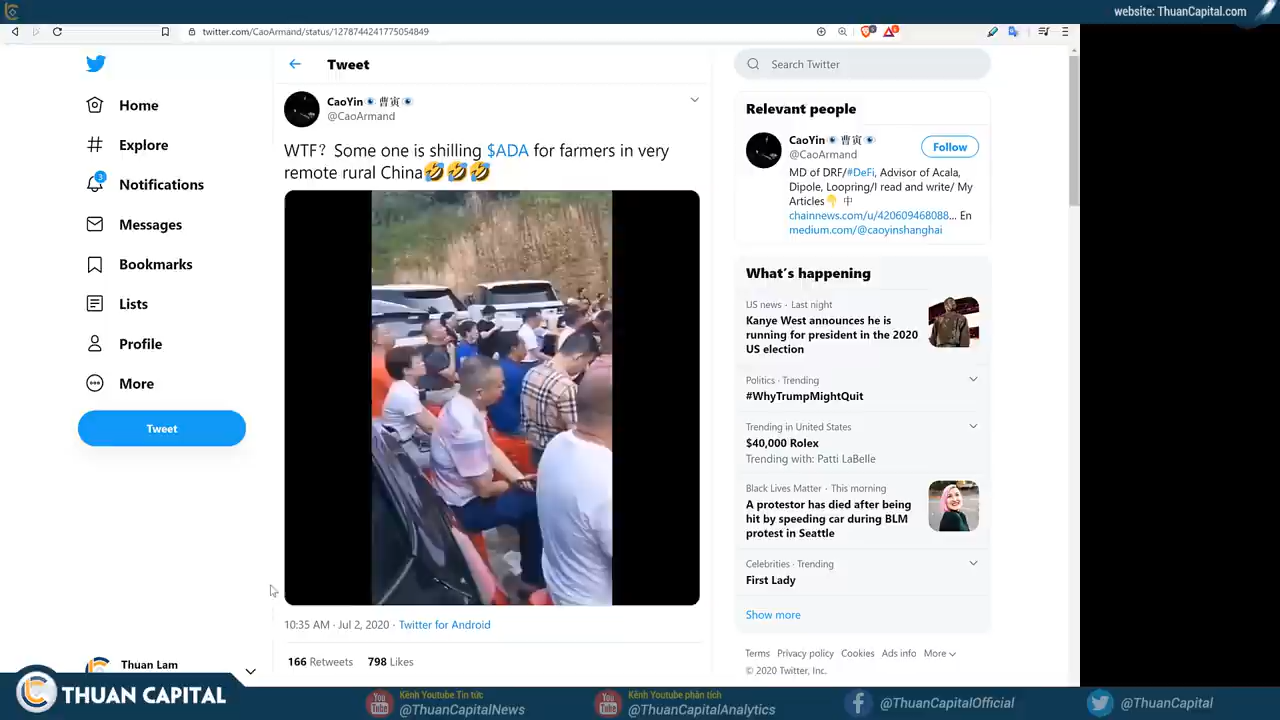 website: ThuanCapital.com
twitter.com/CaoArmand/status/1278744241775054849
Home
Explore
3
Notifications
Messages
Bookmarks
Lists
Profile
More
Tweet
Thuan Lam
Tweet
CaoYin 曹寅
@CaoArmand
WTF？Some one is shilling $ADA for farmers in very
remote rural China🤣🤣🤣
10:35 AM · Jul 2, 2020 · Twitter for Android
166 Retweets 798 Likes
Search Twitter
Relevant people
CaoYin 曹寅
@CaoArmand
Follow
MD of DRF/#DeFi, Advisor of Acala,
Dipole, Loopring/I read and write/ My
Articles👇 中
chainnews.com/u/420609468088… En
medium.com/@caoyinshanghai
What's happening
US news · Last night
Kanye West announces he is
running for president in the 2020
US election
Politics · Trending
#WhyTrumpMightQuit
Trending in United States
$40,000 Rolex
Trending with: Patti LaBelle
Black Lives Matter · This morning
A protestor has died after being
hit by speeding car during BLM
protest in Seattle
Celebrities · Trending
First Lady
Show more
Terms Privacy policy Cookies Ads info More
© 2020 Twitter, Inc.
THUAN CAPITAL
Kênh Youtube Tin tức
@ThuanCapitalNews
Kênh Youtube phân tích
@ThuanCapitalAnalytics
@ThuanCapitalOfficial
@ThuanCapital